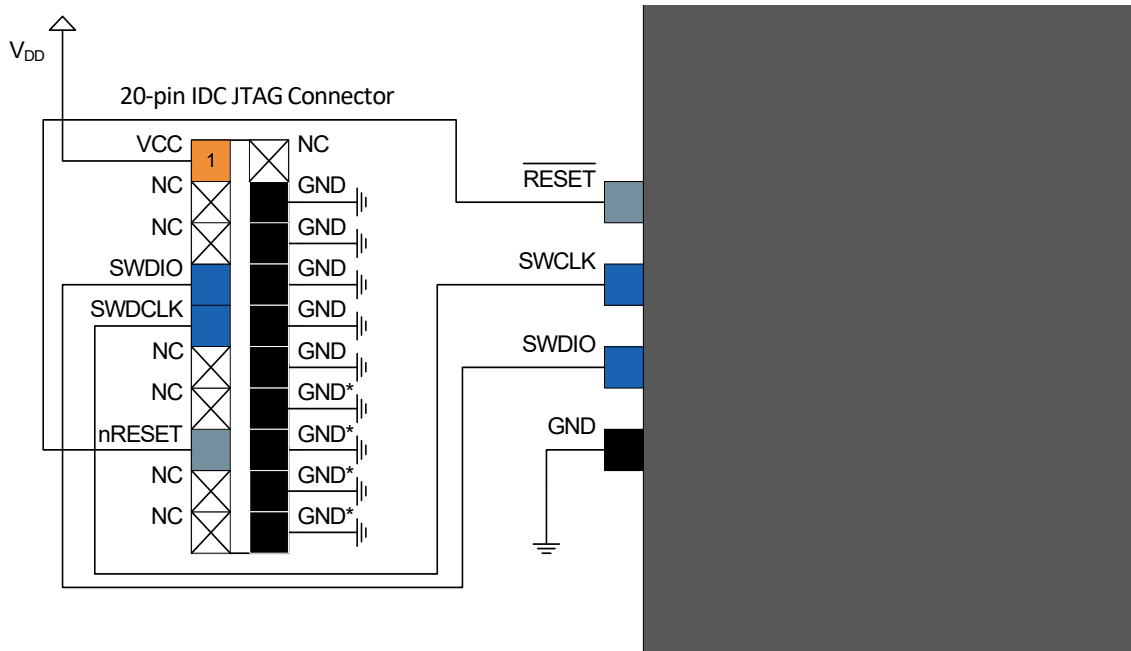 VDD
20-pin IDC JTAG Connector
VCC
1
NC
NC
GND
NC
GND
SWDIO
GND
SWDCLK
GND
NC
GND
NC
GND*
nRESET
GND*
NC
GND*
NC
GND*
RESET
SWCLK
SWDIO
GND